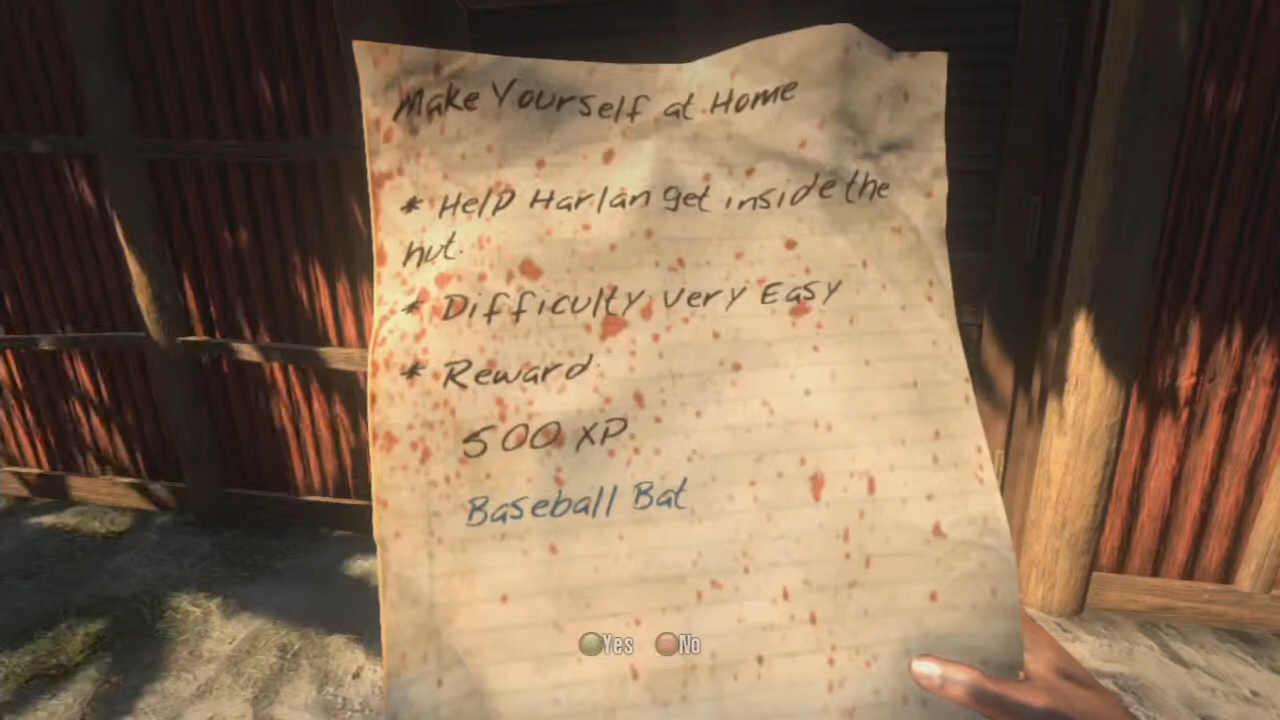 Make Yourself at Home
* Help Harlan get inside the
hut.
* Difficulty Very Easy
* Reward
500 XP
Baseball Bat
Yes No